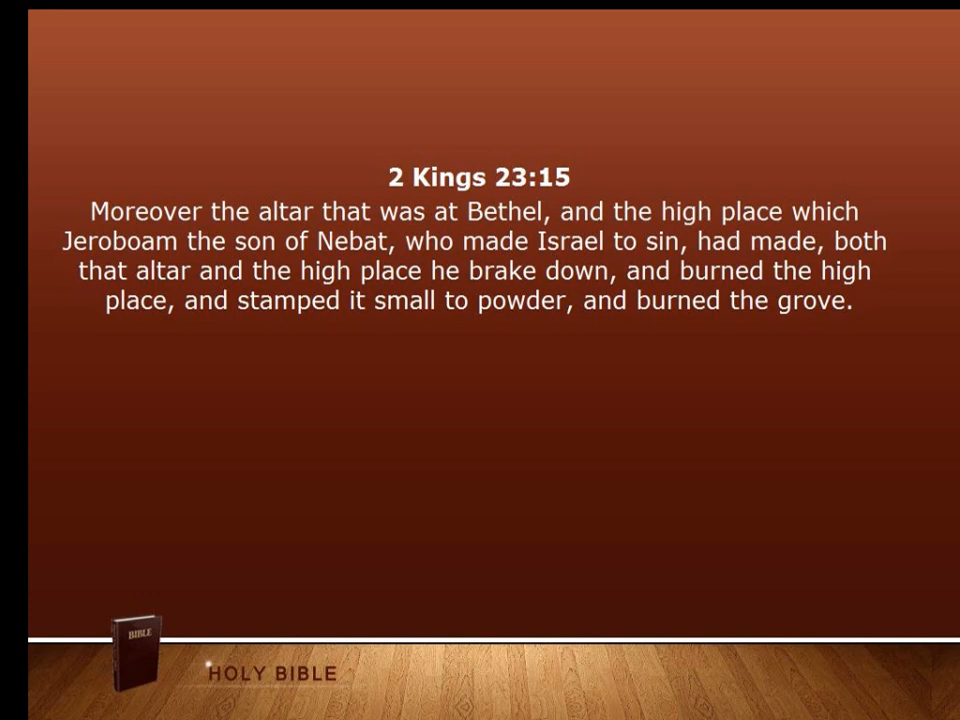 2 Kings 23:15
Moreover the altar that was at Bethel, and the high place which
Jeroboam the son of Nebat, who made Israel to sin, had made, both
that altar and the high place he brake down, and burned the high
place, and stamped it small to powder, and burned the grove.
BIBLE
HOLY BIBLE